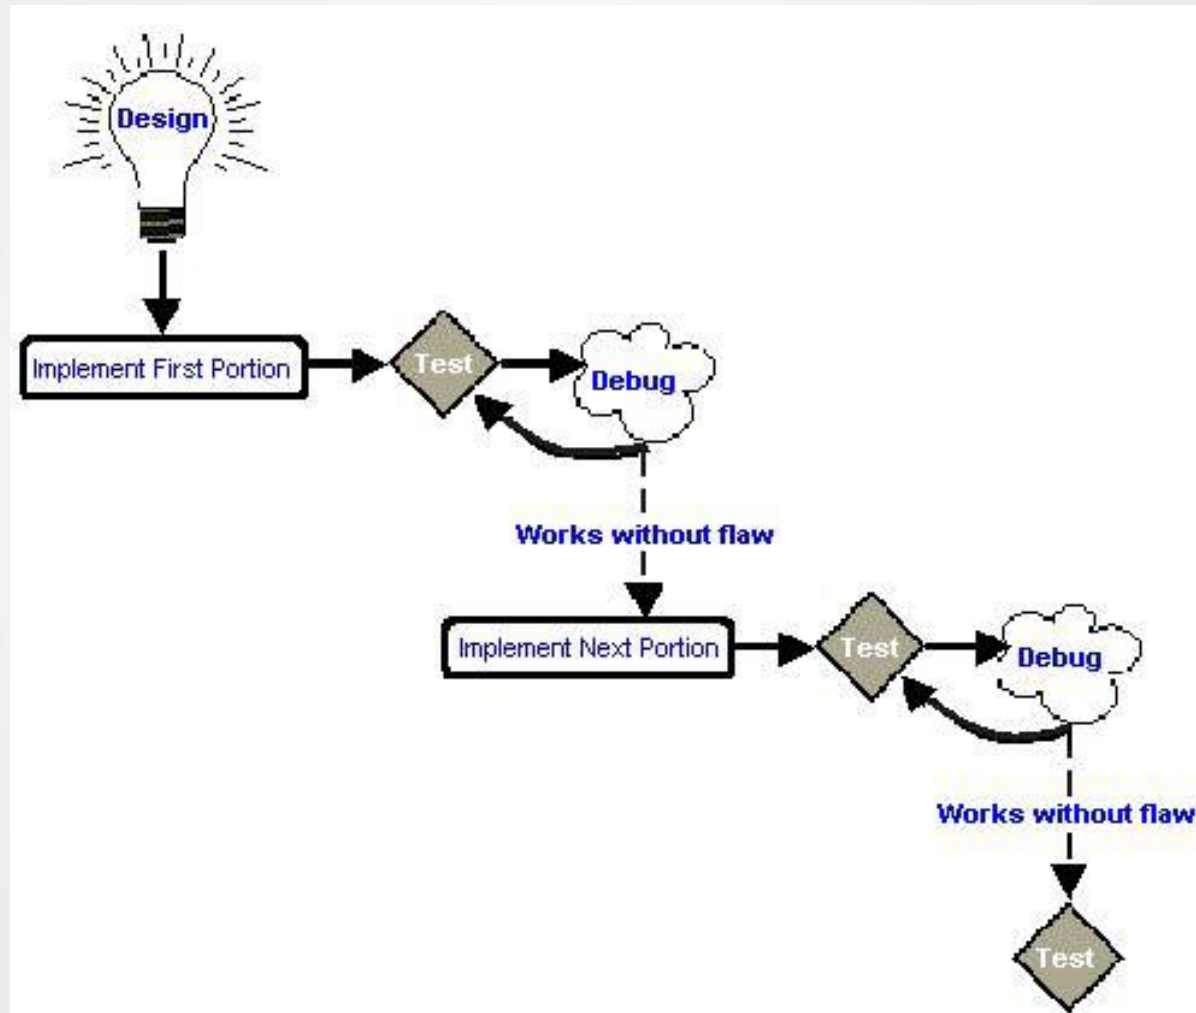 Design
Implement First Portion
Test
Debug
Works without flaw
Implement Next Portion
Test
Debug
Works without flaw
Test